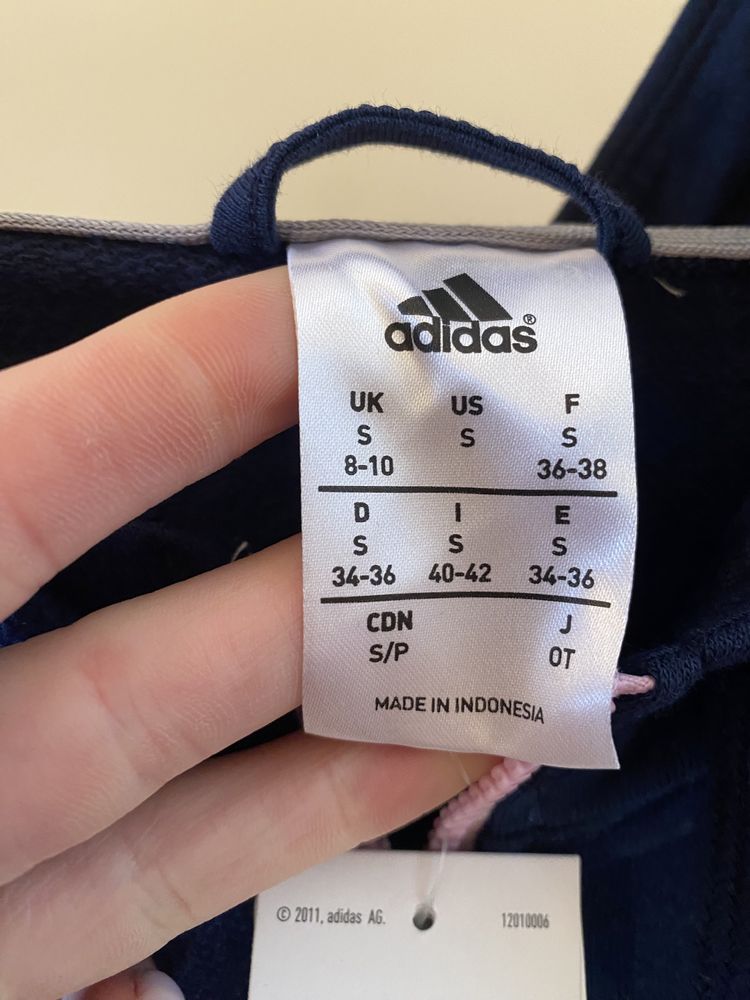 adidas®
UK US F
S S S
8-10 36-38
D I E
S S S
34-36 40-42 34-36
CDN J
S/P OT
MADE IN INDONESIA
© 2011, adidas AG. 12010006